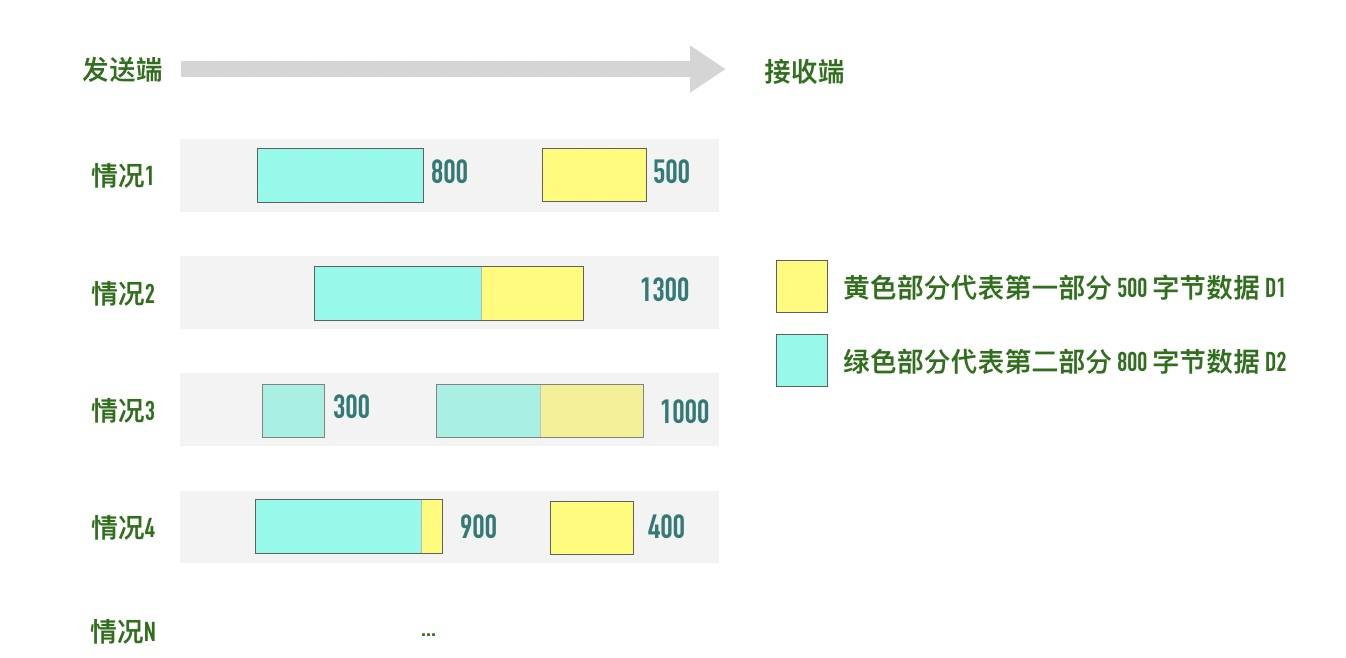 发送端
接收端
情况1
800
500
情况2
1300
黄色部分代表第一部分 500 字节数据 D1
绿色部分代表第二部分 800 字节数据 D2
情况3
300
1000
情况4
900
400
情况N
...